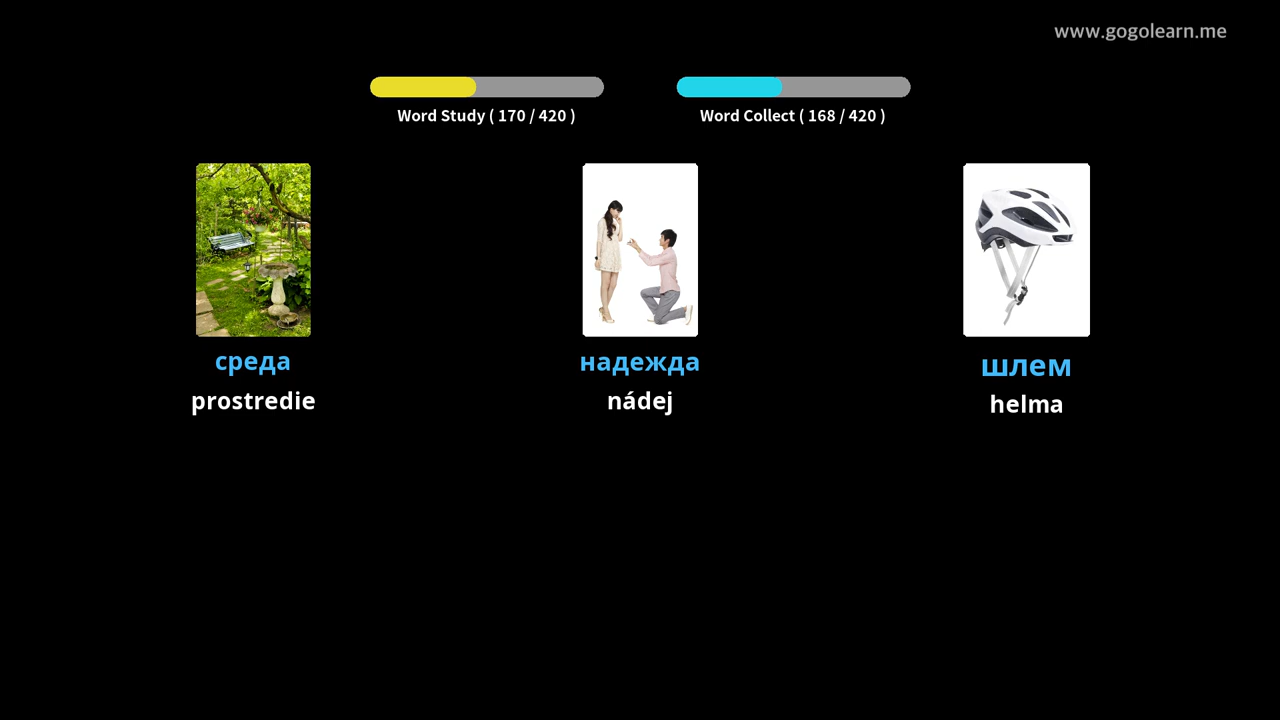 www.gogolearn.me
Word Study ( 170 / 420 )
Word Collect ( 168 / 420 )
среда
prostredie
надежда
nádej
шлем
helma